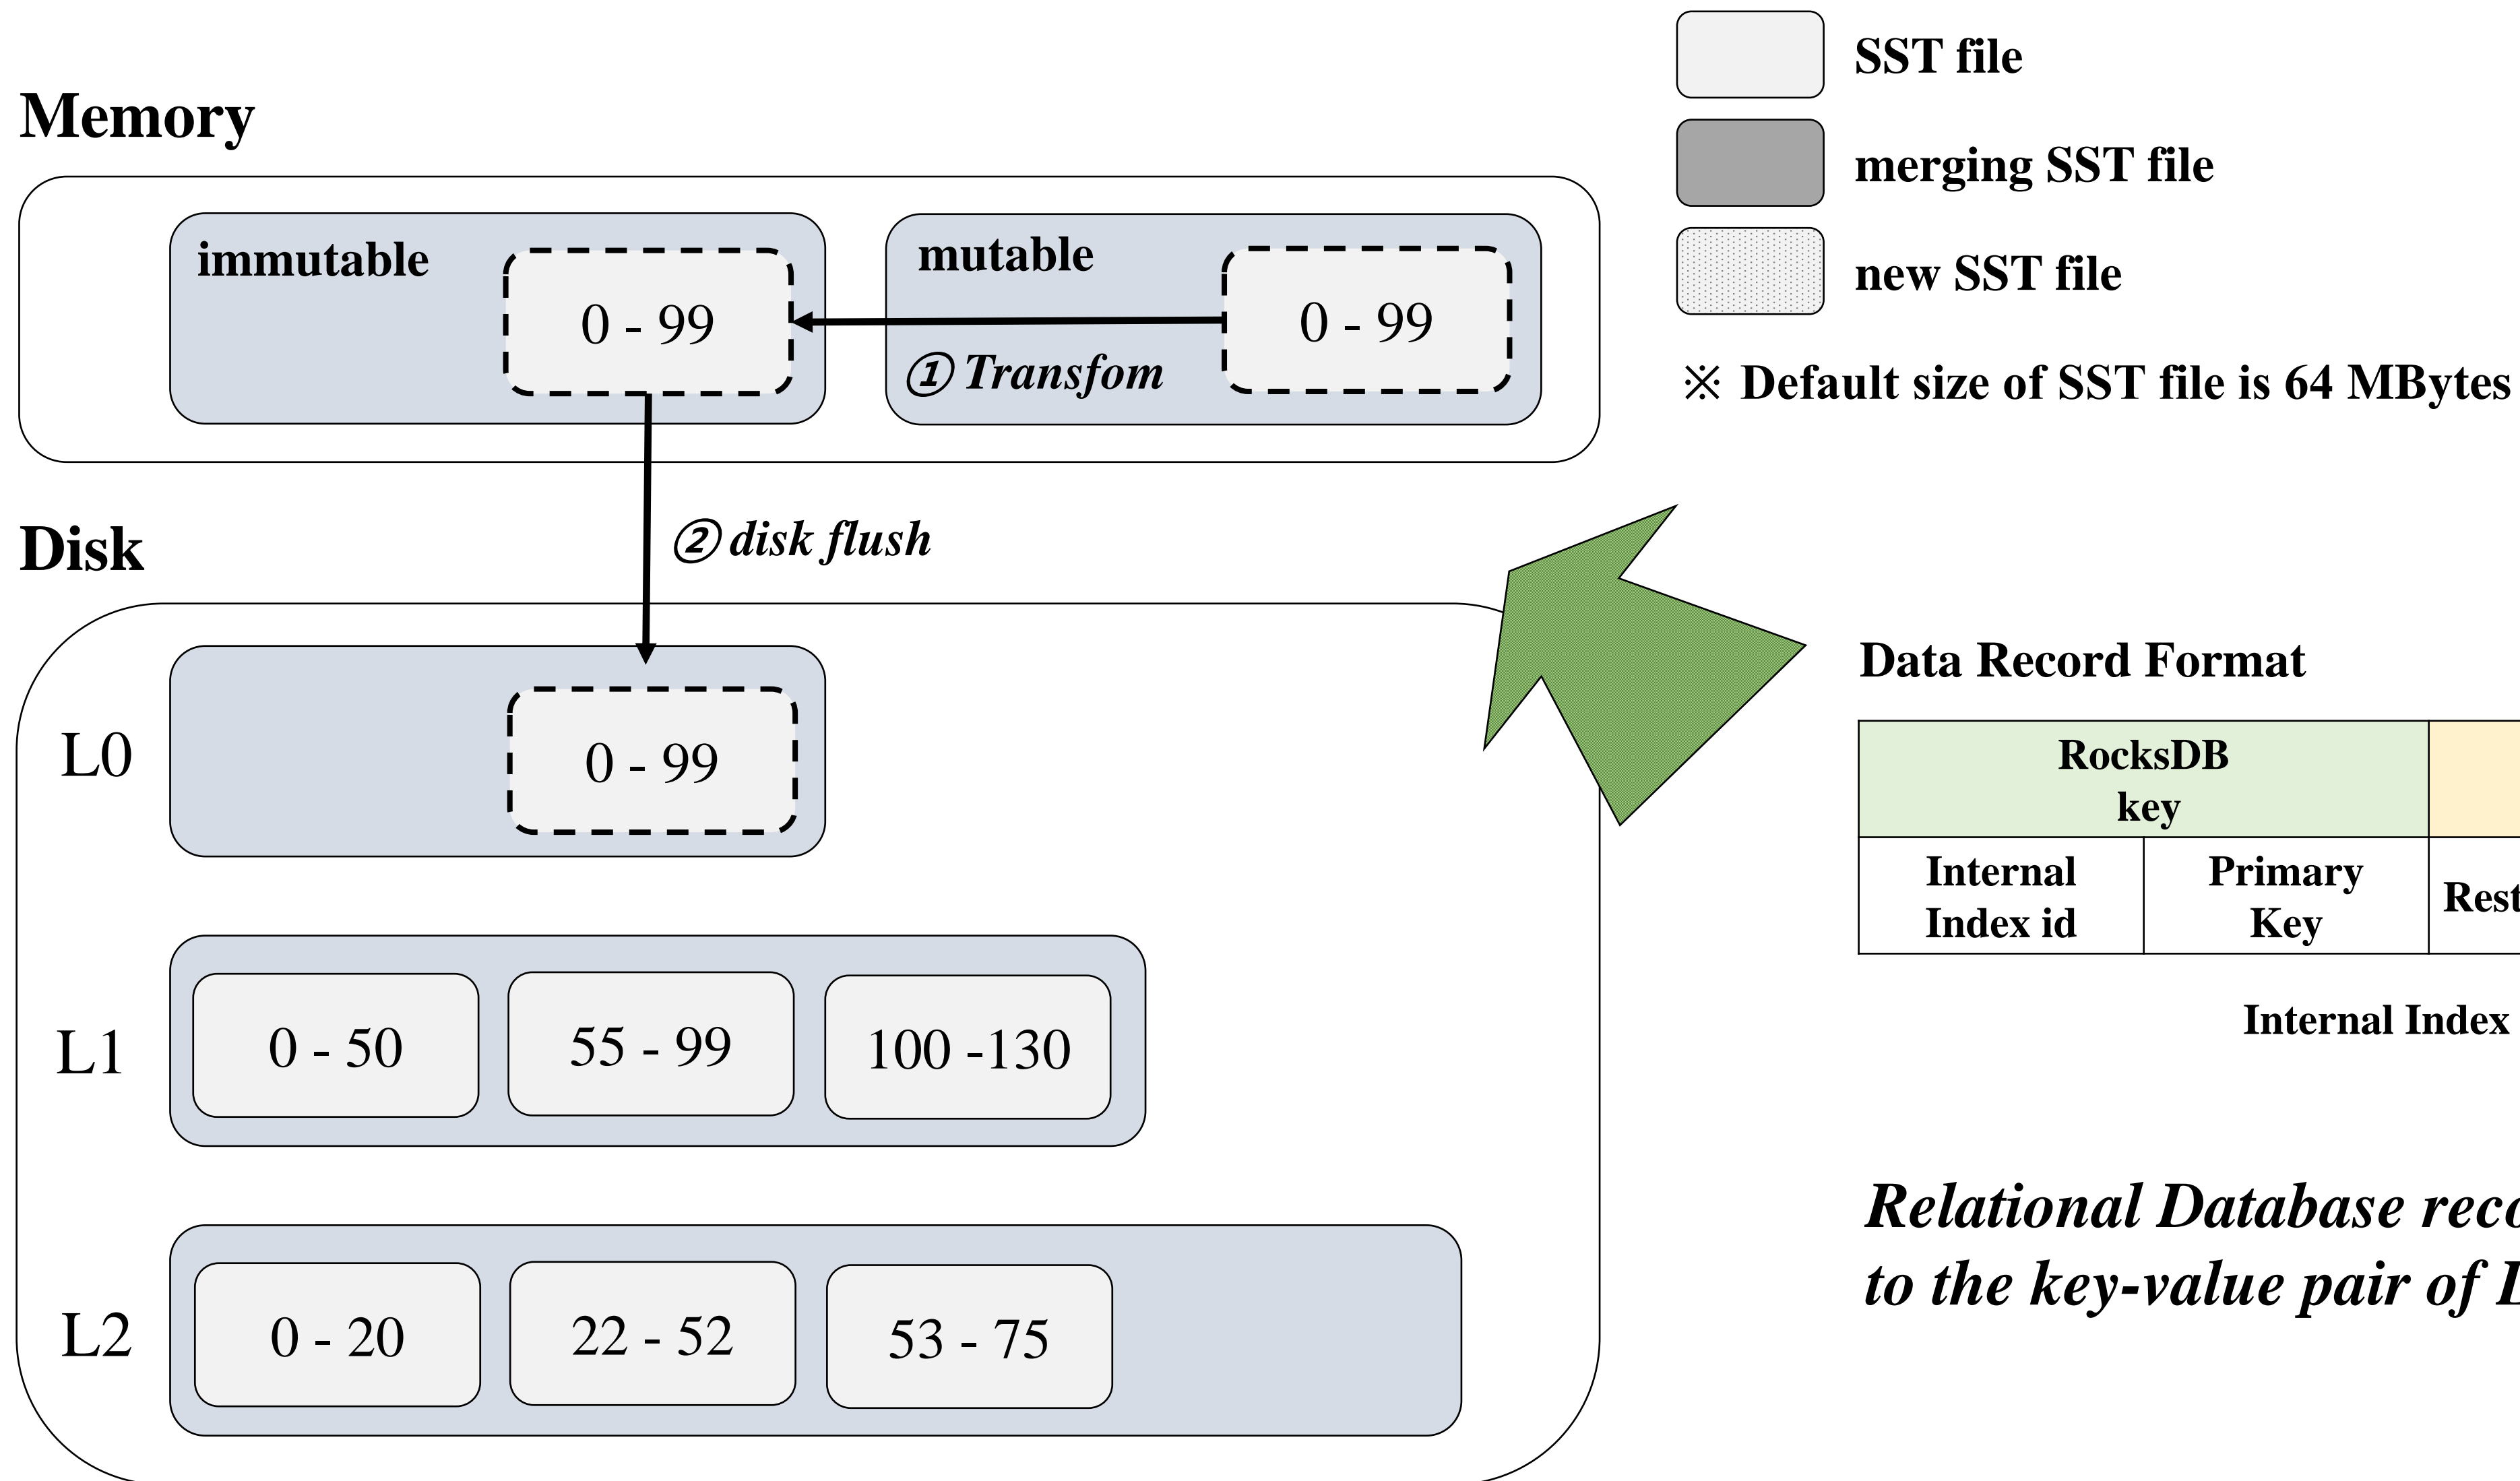 SST file
merging SST file
new SST file
※ Default size of SST file is 64 MBytes
Memory
immutable
0 - 99
mutable
0 - 99
① Transfom
② disk flush
Disk
L0
0 - 99
L1
0 - 50
55 - 99
100 -130
L2
0 - 20
22 - 52
53 - 75
Data Record Format
RocksDB
key
Internal
Index id
Primary
Key
Rest
Internal Index
Relational Database
to the key-value pair of